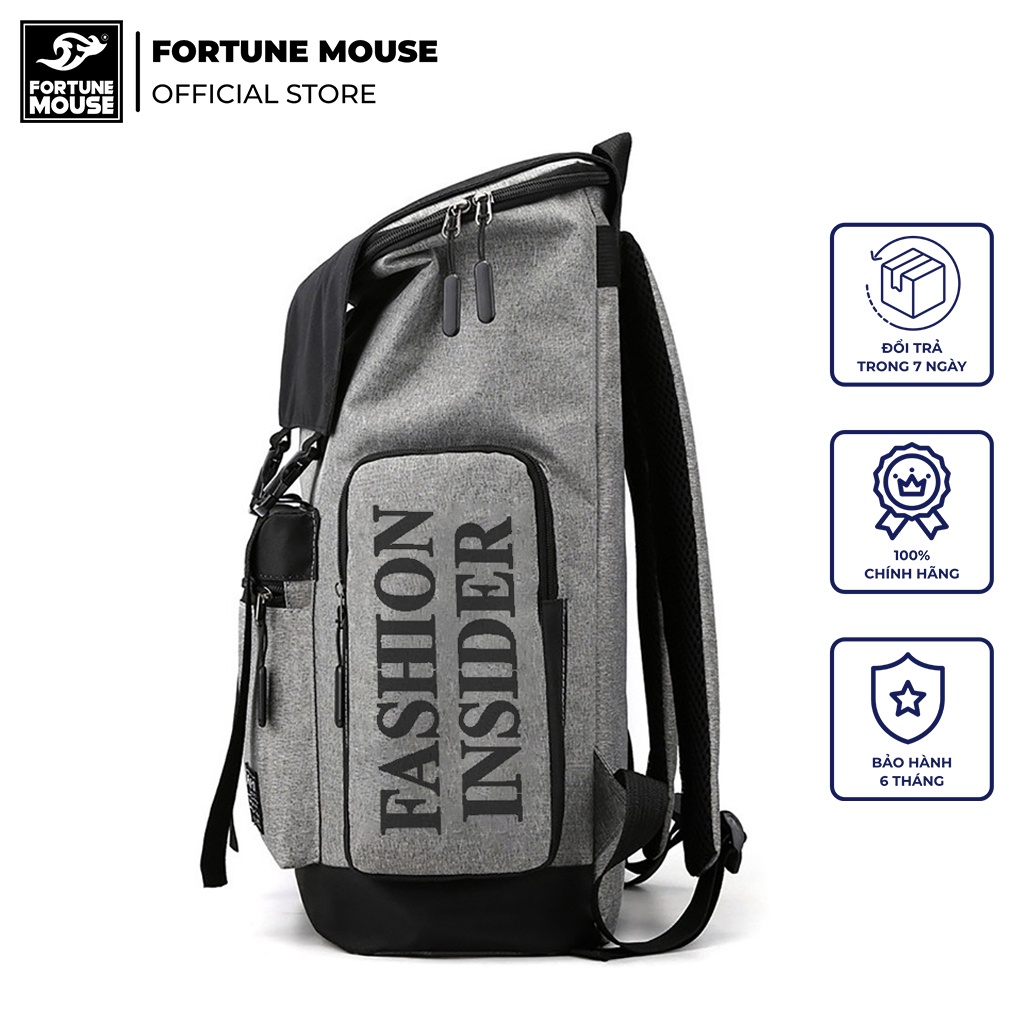 FORTUNE
MOUSE
FORTUNE MOUSE
OFFICIAL STORE
FASHION
INSIDER
ĐỔI TRẢ
TRONG 7 NGÀY
100%
CHÍNH HÃNG
BẢO HÀNH
6 THÁNG